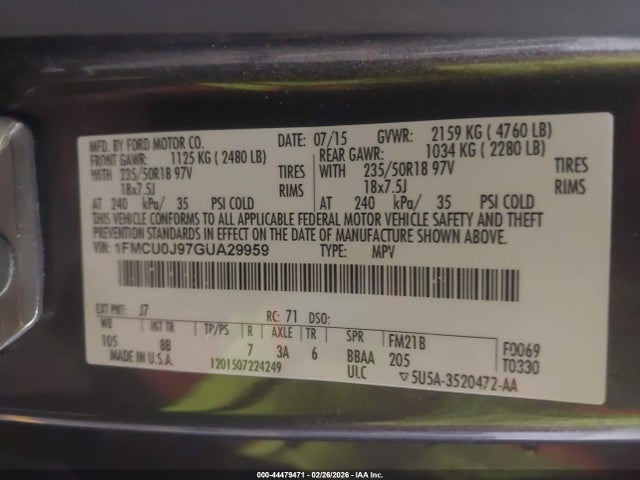 MFD. BY FORD MOTOR CO. DATE: 07/15 GVWR: 2159 KG ( 4760 LB)
FRONT GAWR: 1125 KG ( 2480 LB) REAR GAWR: 1034 KG ( 2280 LB)
WITH 235/50R18 97V TIRES WITH 235/50R18 97V TIRES
18x7.5J RIMS 18x7.5J RIMS
AT 240 kPa/ 35 PSI COLD AT 240 kPa/ 35 PSI COLD
THIS VEHICLE CONFORMS TO ALL APPLICABLE FEDERAL MOTOR VEHICLE SAFETY AND THEFT
PREVENTION STANDARDS IN EFFECT ON THE DATE OF MANUFACTURE SHOWN ABOVE.
VIN: 1FMCU0J97GUA29959 TYPE: MPV
EXT PNT: J7 RC: 71 DSO:
WB INT TR TP/PS R AXLE TR SPR FM21B F0069
105 8B 7 3A 6 BBAA 205 T0330
MADE IN U.S.A. 1201507224249 ULC ▽5U5A-3520472-AA
000-44479471 | 02/26/2026 - IAA Inc.